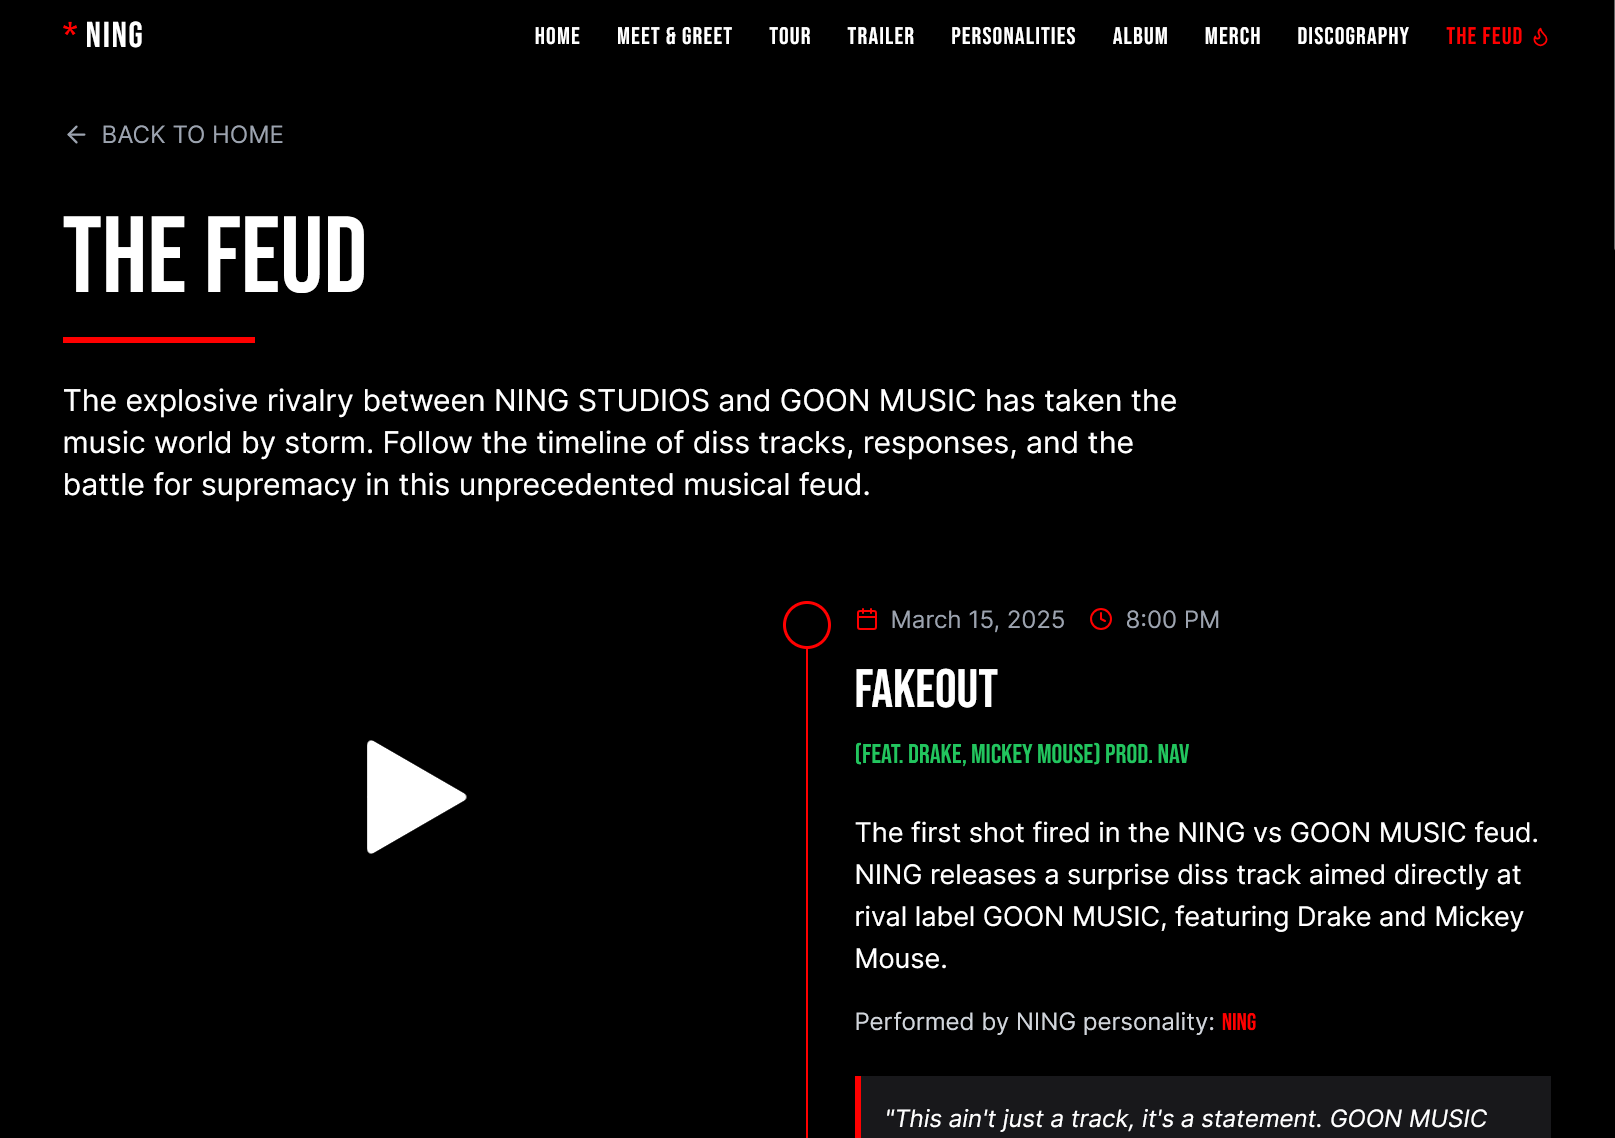 * NING
HOME MEET & GREET TOUR TRAILER PERSONALITIES ALBUM MERCH DISCOGRAPHY THE FEUD
BACK TO HOME
THE FEUD
The explosive rivalry between NING STUDIOS and GOON MUSIC has taken the
music world by storm. Follow the timeline of diss tracks, responses, and the
battle for supremacy in this unprecedented musical feud.
March 15, 2025 8:00 PM
FAKEOUT
(FEAT. DRAKE, MICKEY MOUSE) PROD. NAV
The first shot fired in the NING vs GOON MUSIC feud.
NING releases a surprise diss track aimed directly at
rival label GOON MUSIC, featuring Drake and Mickey
Mouse.
Performed by NING personality: NING
"This ain't just a track, it's a statement. GOON MUSIC